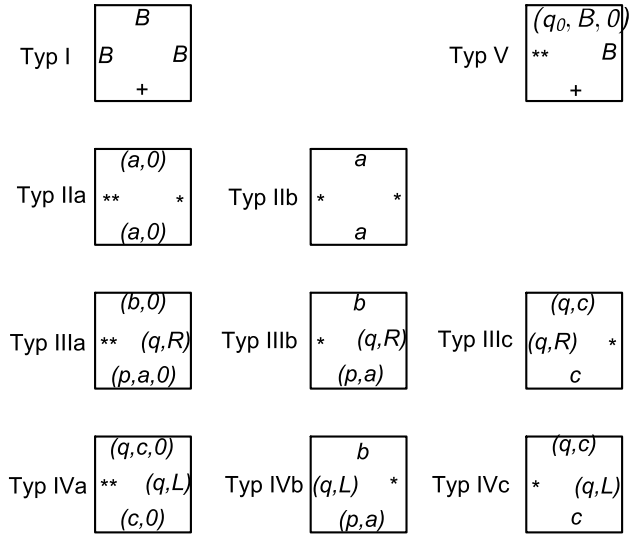 B
(q0, B, 0)
Typ I B B
Typ V ** B
+
+
(a,0)
a
Typ IIa ** *
Typ IIb * *
(a,0)
a
(b,0)
b
(q,c)
Typ IIIa ** (q,R)
Typ IIIb * (q,R)
Typ IIIc (q,R) *
(p,a,0)
(p,a)
c
(q,c,0)
b
(q,c)
Typ IVa ** (q,L)
Typ IVb (q,L) *
Typ IVc * (q,L)
(c,0)
(p,a)
c